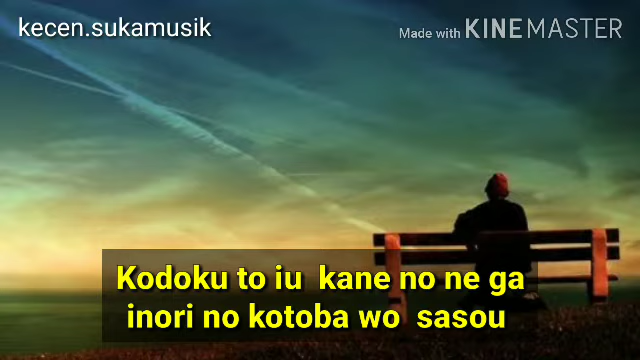 kecen.sukamusik
Made with KINEMASTER
Kodoku to iu kane no ne ga
inori no kotoba wo sasou